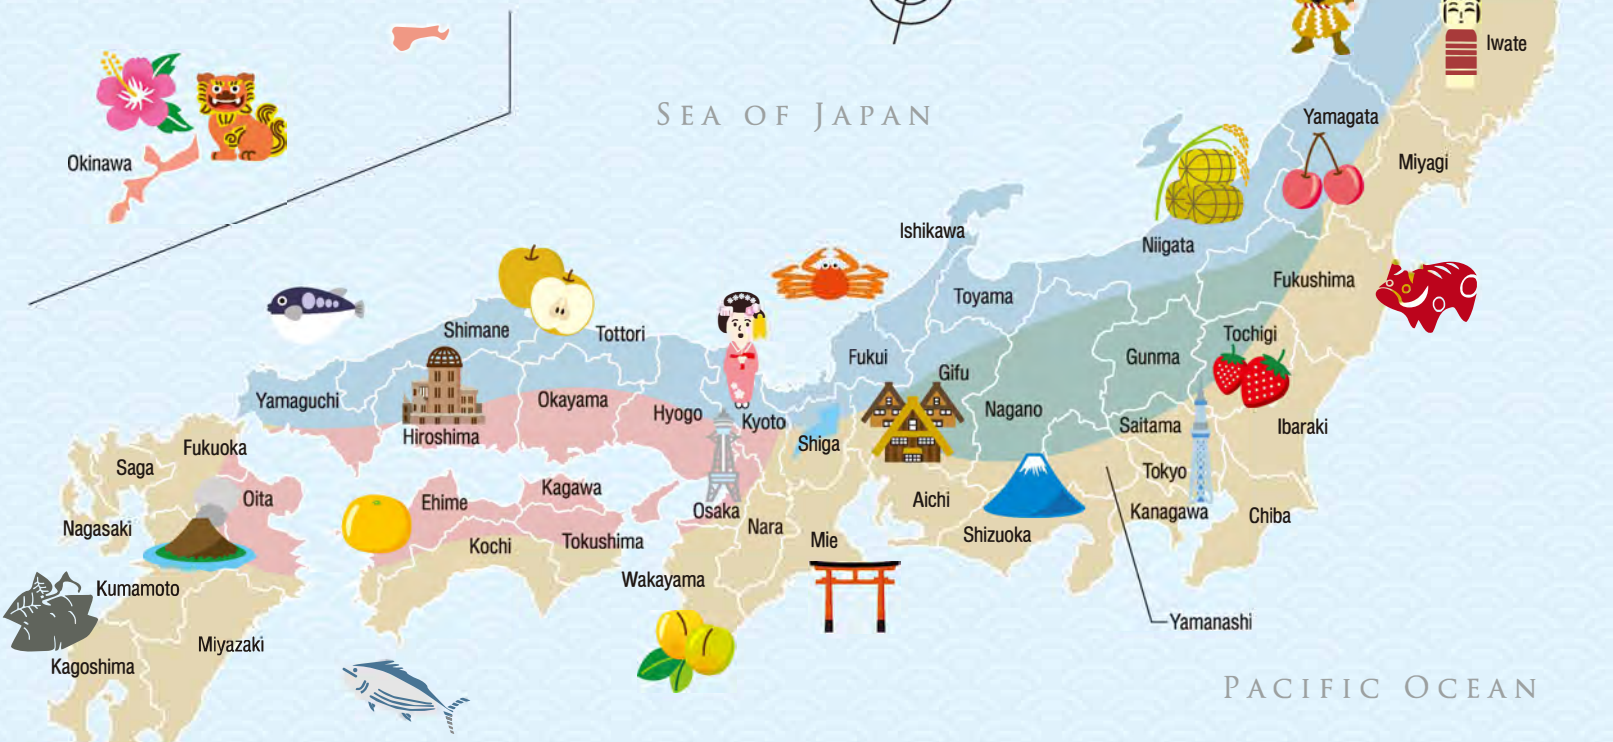 Iwate
SEA OF JAPAN
Yamagata
Okinawa
Miyagi
Ishikawa
Niigata
Fukushima
Toyama
Shimane
Tottori
Tochigi
Fukui
Gunma
Gifu
Yamaguchi
Okayama
Hyogo
Nagano
Kyoto
Saitama
Ibaraki
Hiroshima
Shiga
Fukuoka
Saga
Tokyo
Kagawa
Oita
Ehime
Aichi
Osaka
Kanagawa
Chiba
Nagasaki
Nara
Shizuoka
Mie
Tokushima
Kochi
Wakayama
Kumamoto
Yamanashi
Miyazaki
Kagoshima
PACIFIC OCEAN